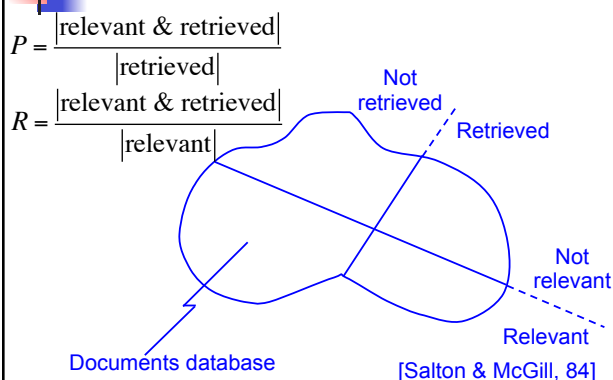 P = |relevant & retrieved| / |retrieved|
R = |relevant & retrieved| / |relevant|
Not
retrieved
Retrieved
Not
relevant
Relevant
Documents database
[Salton & McGill, 84]